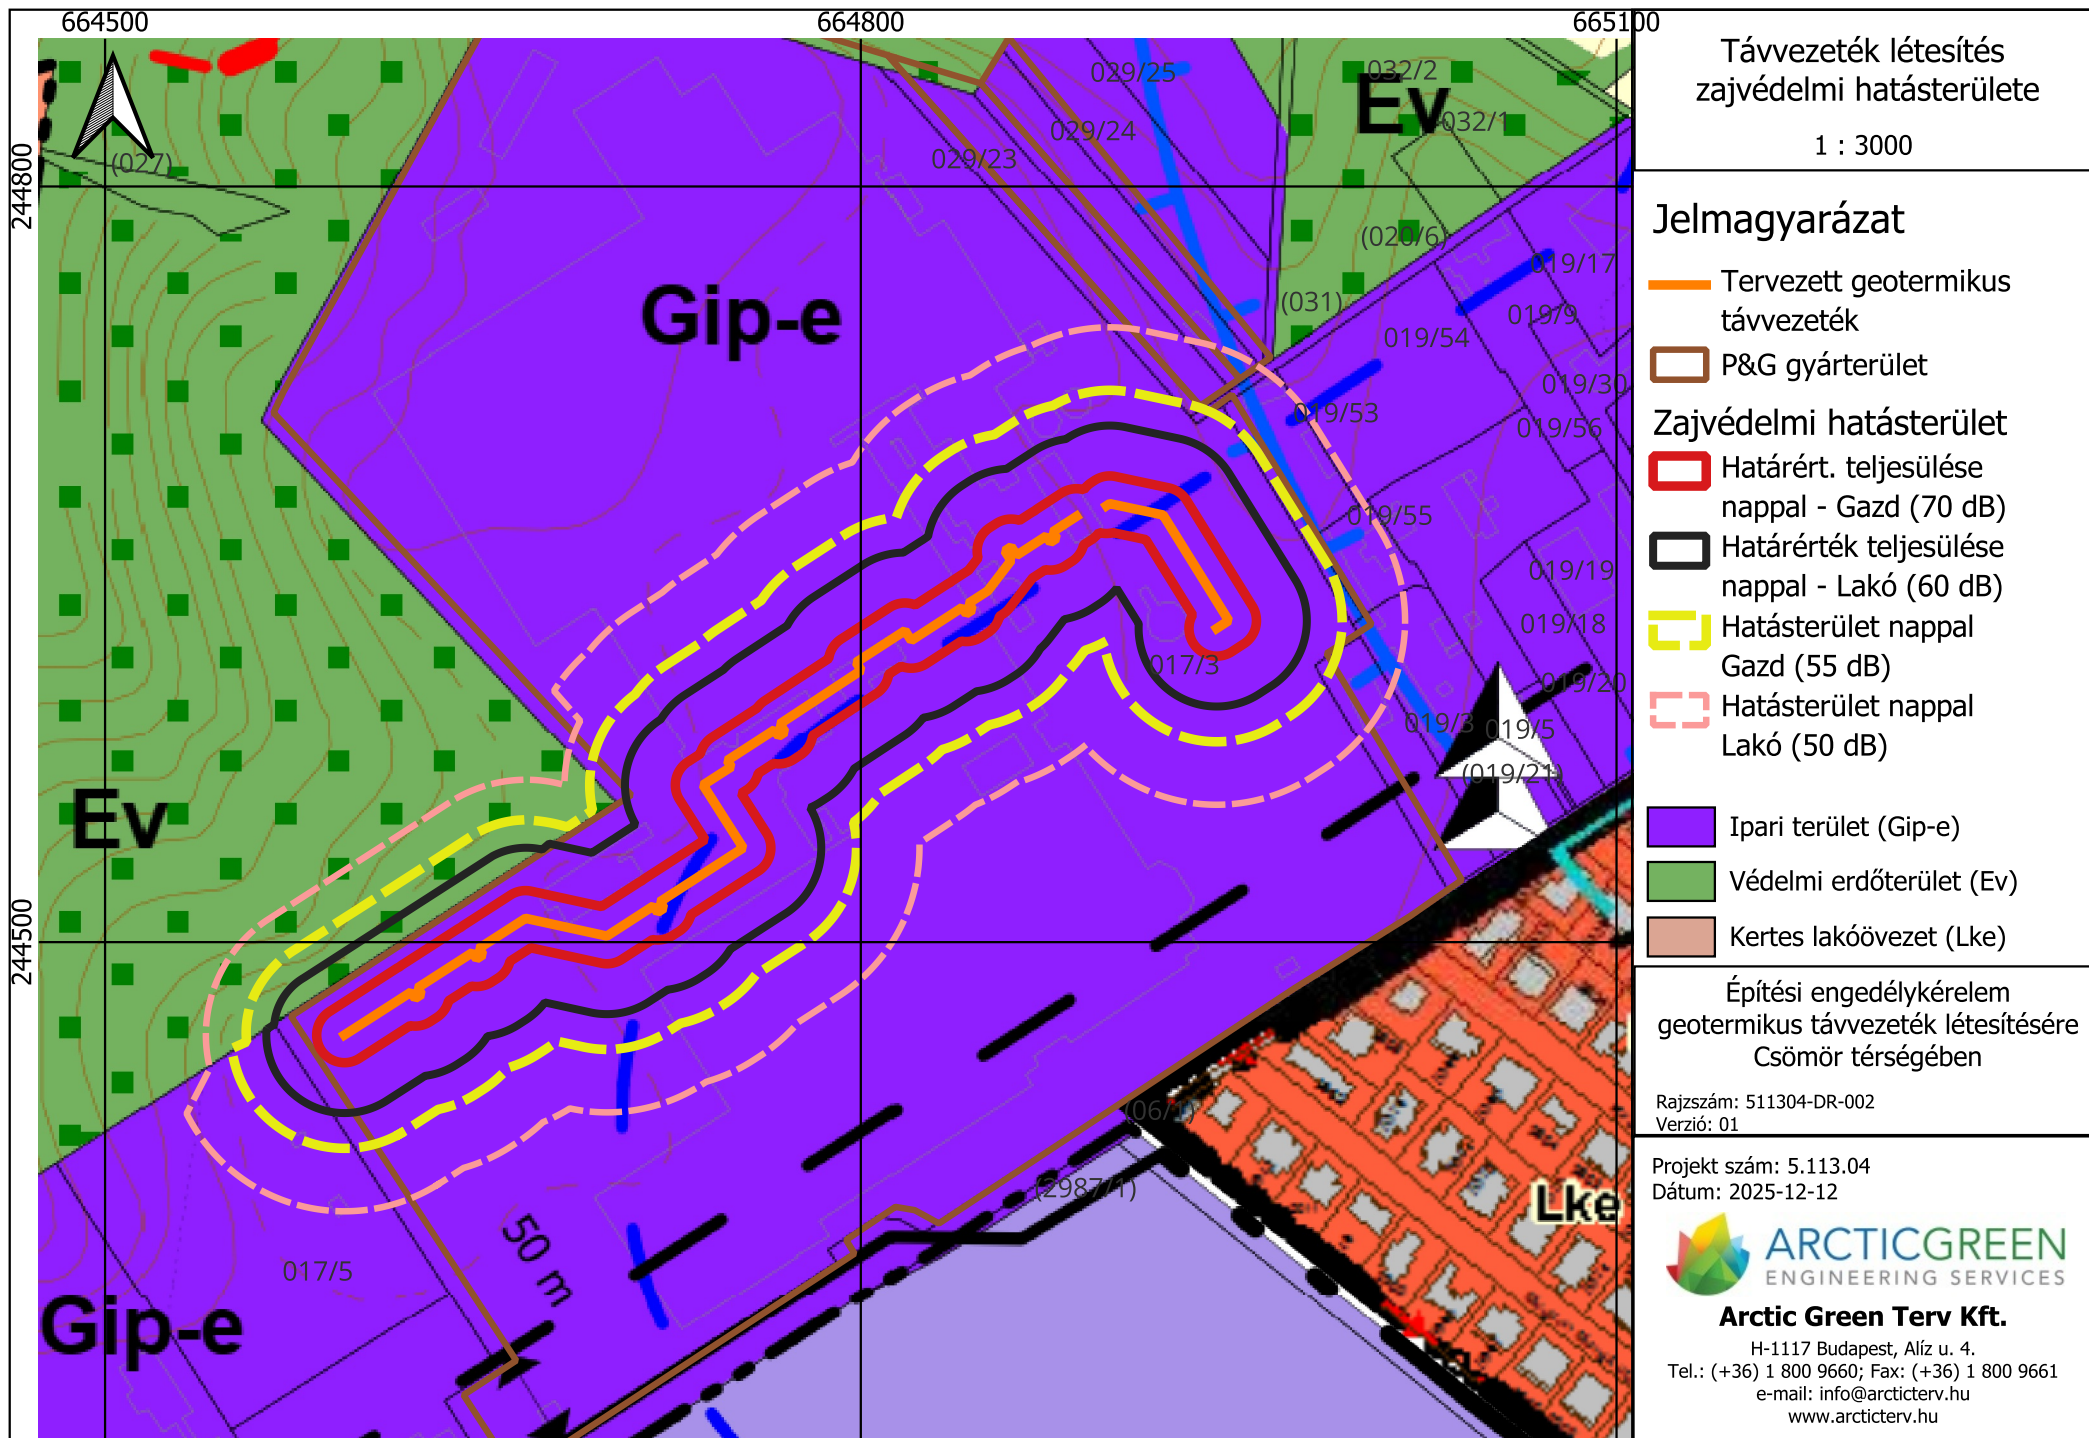 664500
664800
665100
244800
244500
029/25
032/2
Ev
032/1
029/24
029/23
(027)
(020/6)
019/17
(031)
019/9
Gip-e
019/54
019/30
019/53
019/56
019/55
019/19
019/18
017/3
019/20
019/3
019/5
(019/21)
Ev
(06/1)
(2987/1)
Lke
50 m
017/5
Gip-e
Távvezeték létesítés
zajvédelmi hatásterülete
1 : 3000
Jelmagyarázat
Tervezett geotermikus
távvezeték
P&G gyárterület
Zajvédelmi hatásterület
Határért. teljesülése
nappal - Gazd (70 dB)
Határérték teljesülése
nappal - Lakó (60 dB)
Hatásterület nappal
Gazd (55 dB)
Hatásterület nappal
Lakó (50 dB)
Ipari terület (Gip-e)
Védelmi erdőterület (Ev)
Kertes lakóövezet (Lke)
Építési engedélykérelem
geotermikus távvezeték létesítésére
Csömör térségében
Rajzszám: 511304-DR-002
Verzió: 01
Projekt szám: 5.113.04
Dátum: 2025-12-12
ARCTICGREEN
ENGINEERING SERVICES
Arctic Green Terv Kft.
H-1117 Budapest, Alíz u. 4.
Tel.: (+36) 1 800 9660; Fax: (+36) 1 800 9661
e-mail: info@arcticterv.hu
www.arcticterv.hu